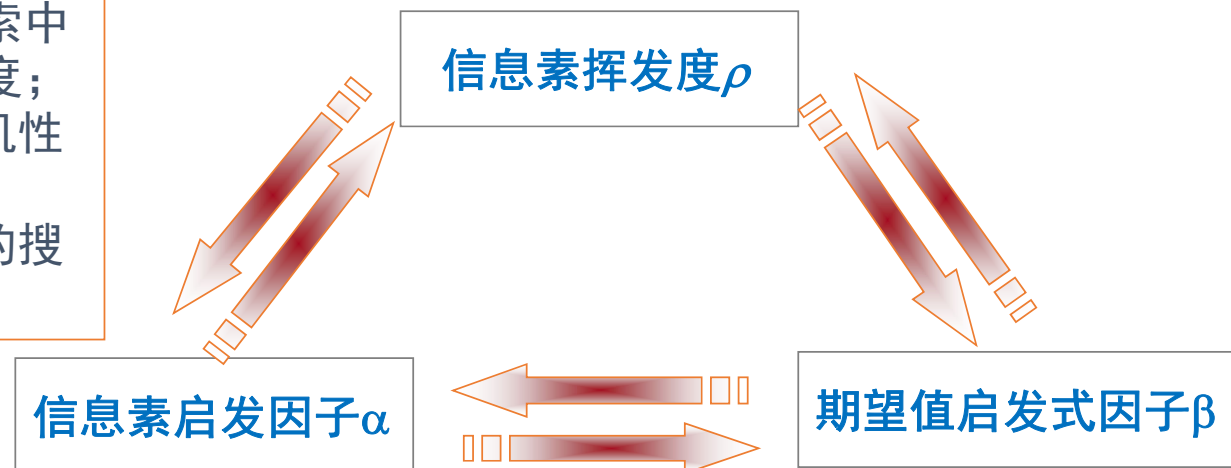 索中
度；
机性
的搜
信息素挥发度ρ
信息素启发因子α
期望值启发式因子β